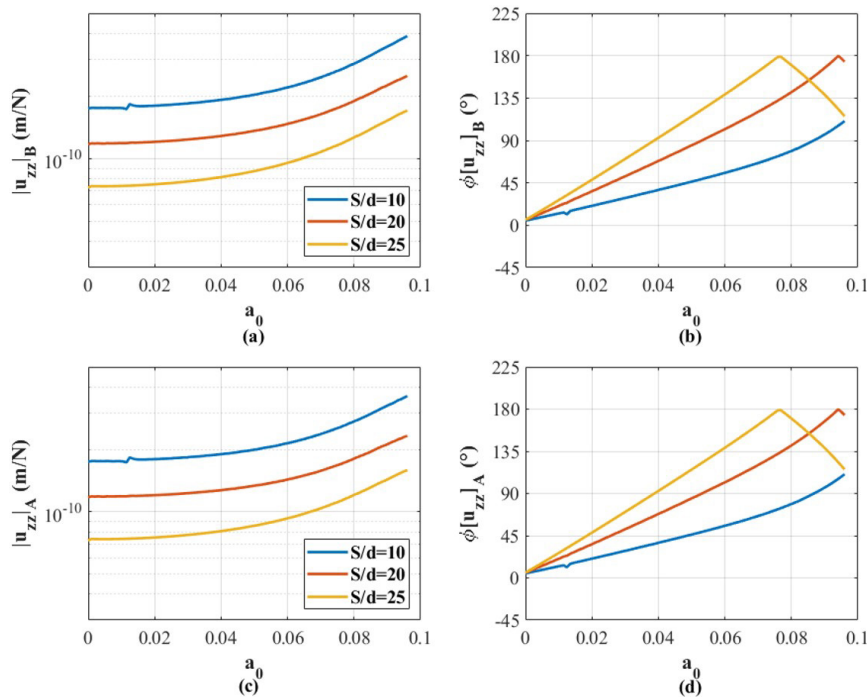 |u_zz|_B (m/N)
10^-10
S/d=10
S/d=20
S/d=25
0 0.02 0.04 0.06 0.08 0.1
a_0
(a)
ϕ[u_zz]_B (°)
225
180
135
90
45
0
-45
0 0.02 0.04 0.06 0.08 0.1
a_0
(b)
|u_zz|_A (m/N)
10^-10
S/d=10
S/d=20
S/d=25
0 0.02 0.04 0.06 0.08 0.1
a_0
(c)
ϕ[u_zz]_A (°)
225
180
135
90
45
0
-45
0 0.02 0.04 0.06 0.08 0.1
a_0
(d)